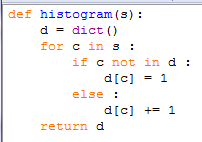 def histogram(s):
    d = dict()
    for c in s :
        if c not in d :
            d[c] = 1
        else :
            d[c] += 1
    return d